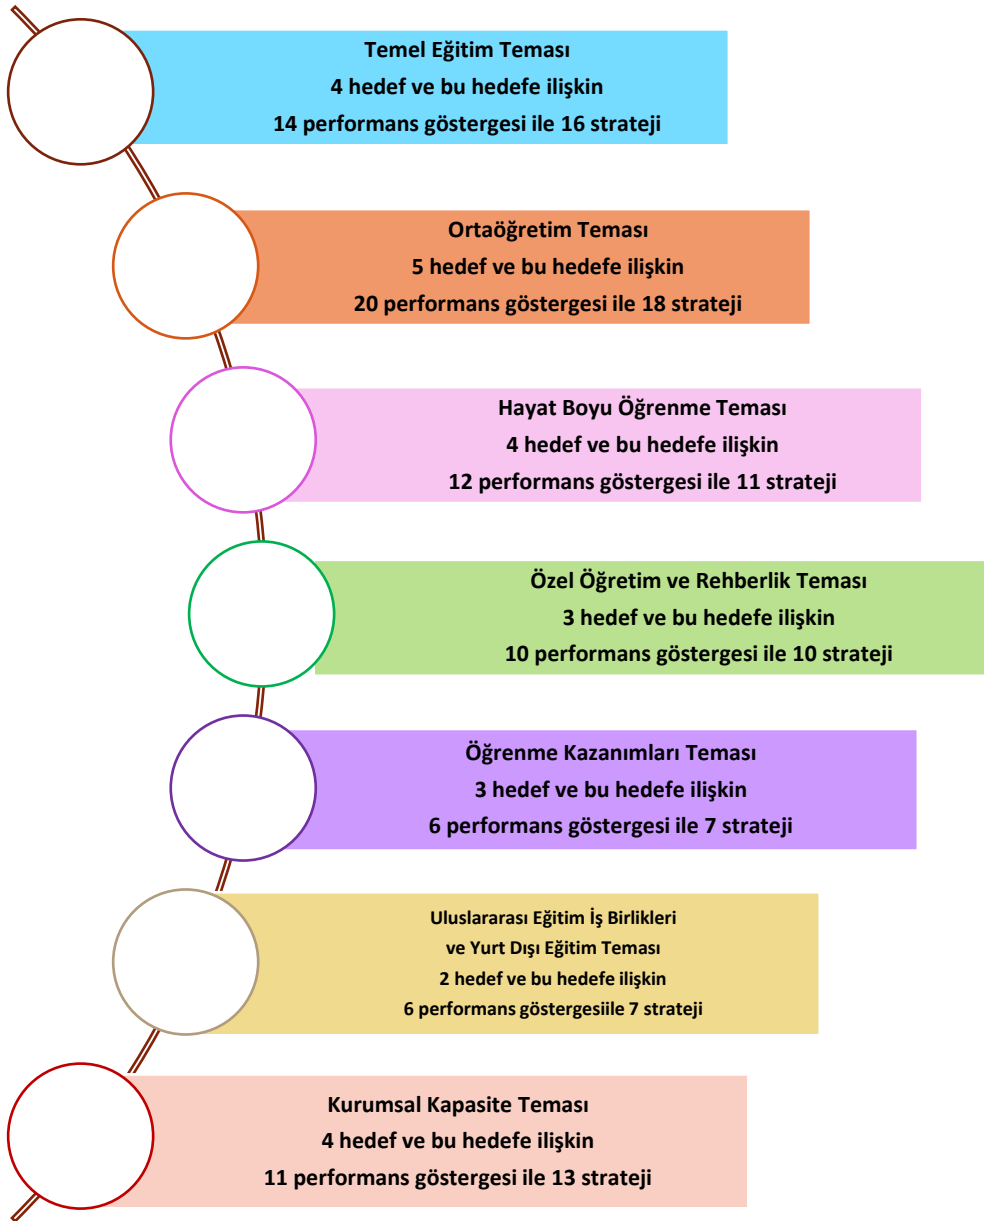 Temel Eğitim Teması
4 hedef ve bu hedefe ilişkin
14 performans göstergesi ile 16 strateji
Ortaöğretim Teması
5 hedef ve bu hedefe ilişkin
20 performans göstergesi ile 18 strateji
Hayat Boyu Öğrenme Teması
4 hedef ve bu hedefe ilişkin
12 performans göstergesi ile 11 strateji
Özel Öğretim ve Rehberlik Teması
3 hedef ve bu hedefe ilişkin
10 performans göstergesi ile 10 strateji
Öğrenme Kazanımları Teması
3 hedef ve bu hedefe ilişkin
6 performans göstergesi ile 7 strateji
Uluslararası Eğitim İş Birlikleri
ve Yurt Dışı Eğitim Teması
2 hedef ve bu hedefe ilişkin
6 performans göstergesiile 7 strateji
Kurumsal Kapasite Teması
4 hedef ve bu hedefe ilişkin
11 performans göstergesi ile 13 strateji